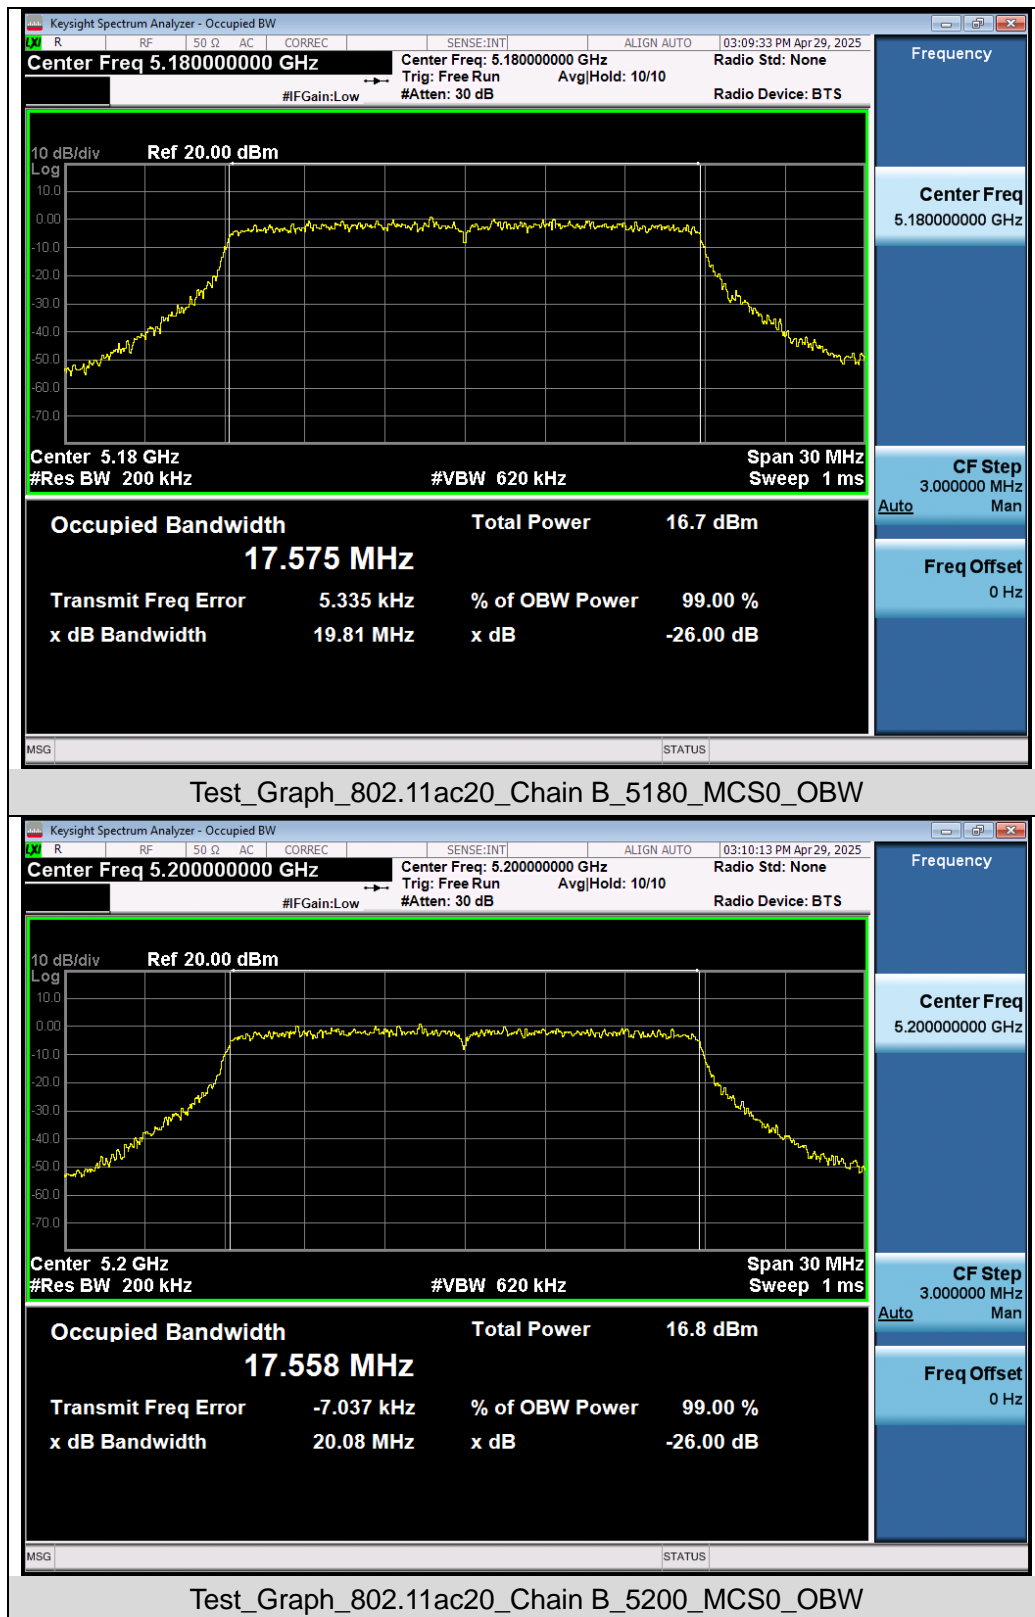 Keysight Spectrum Analyzer - Occupied BW
LXI R RF 50 Ω AC CORREC SENSE:INT ALIGN AUTO 03:09:33 PM Apr 29, 2025
Center Freq 5.180000000 GHz
Center Freq: 5.180000000 GHz
Radio Std: None
Trig: Free Run Avg|Hold: 10/10
#IFGain:Low #Atten: 30 dB Radio Device: BTS
Frequency
10 dB/div Ref 20.00 dBm
Log
10.0
0.00
-10.0
-20.0
-30.0
-40.0
-50.0
-60.0
-70.0
Center 5.18 GHz Span 30 MHz
#Res BW 200 kHz #VBW 620 kHz Sweep 1 ms
Center Freq
5.180000000 GHz
CF Step
3.000000 MHz
Auto Man
Freq Offset
0 Hz
Occupied Bandwidth Total Power 16.7 dBm
17.575 MHz
Transmit Freq Error 5.335 kHz % of OBW Power 99.00 %
x dB Bandwidth 19.81 MHz x dB -26.00 dB
MSG STATUS
Test_Graph_802.11ac20_Chain B_5180_MCS0_OBW
Keysight Spectrum Analyzer - Occupied BW
LXI R RF 50 Ω AC CORREC SENSE:INT ALIGN AUTO 03:10:13 PM Apr 29, 2025
Center Freq 5.200000000 GHz
Center Freq: 5.200000000 GHz
Radio Std: None
Trig: Free Run Avg|Hold: 10/10
#IFGain:Low #Atten: 30 dB Radio Device: BTS
Frequency
10 dB/div Ref 20.00 dBm
Log
10.0
0.00
-10.0
-20.0
-30.0
-40.0
-50.0
-60.0
-70.0
Center 5.2 GHz Span 30 MHz
#Res BW 200 kHz #VBW 620 kHz Sweep 1 ms
Center Freq
5.200000000 GHz
CF Step
3.000000 MHz
Auto Man
Freq Offset
0 Hz
Occupied Bandwidth Total Power 16.8 dBm
17.558 MHz
Transmit Freq Error -7.037 kHz % of OBW Power 99.00 %
x dB Bandwidth 20.08 MHz x dB -26.00 dB
MSG STATUS
Test_Graph_802.11ac20_Chain B_5200_MCS0_OBW